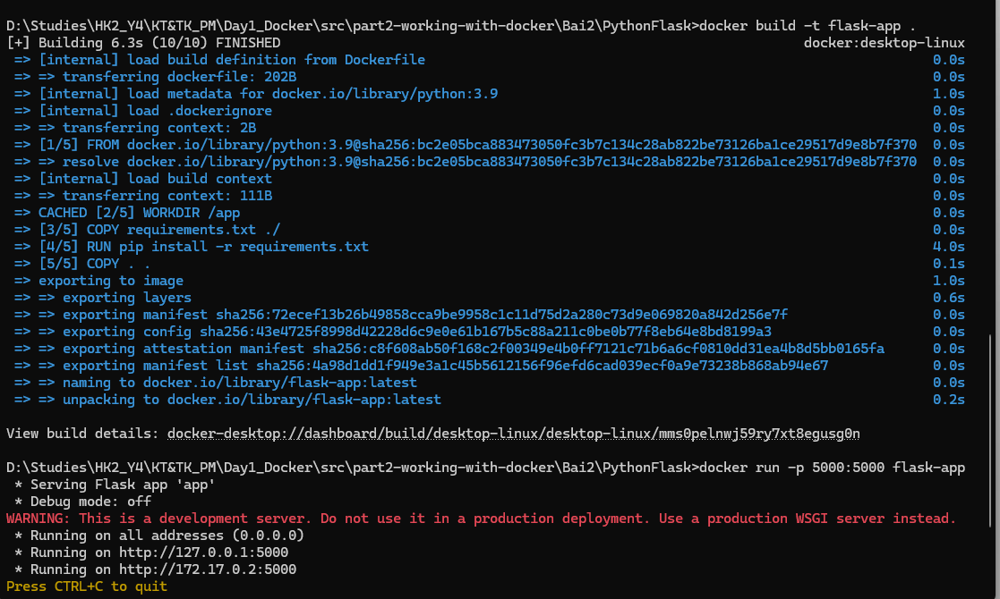 D:\Studies\HK2_Y4\KT&TK_PM\Day1_Docker\src\part2-working-with-docker\Bai2\PythonFlask>docker build -t flask-app .
[+] Building 6.3s (10/10) FINISHED docker:desktop-linux
=> [internal] load build definition from Dockerfile 0.0s
=> => transferring dockerfile: 202B 0.0s
=> [internal] load metadata for docker.io/library/python:3.9 1.0s
=> [internal] load .dockerignore 0.0s
=> => transferring context: 2B 0.0s
=> [1/5] FROM docker.io/library/python:3.9@sha256:bc2e05bca883473050fc3b7c134c28ab822be73126ba1ce29517d9e8b7f370 0.0s
=> => resolve docker.io/library/python:3.9@sha256:bc2e05bca883473050fc3b7c134c28ab822be73126ba1ce29517d9e8b7f370 0.0s
=> [internal] load build context 0.0s
=> => transferring context: 111B 0.0s
=> CACHED [2/5] WORKDIR /app 0.0s
=> [3/5] COPY requirements.txt ./ 0.0s
=> [4/5] RUN pip install -r requirements.txt 4.0s
=> [5/5] COPY . . 0.1s
=> exporting to image 1.0s
=> => exporting layers 0.6s
=> => exporting manifest sha256:72ecef13b26b49858cca9be9958c1c11d75d2a280c73d9e069820a842d256e7f 0.0s
=> => exporting config sha256:43e4725f8998d42228d6c9e0e61b167b5c88a211c0be0b77f8eb64e8bd8199a3 0.0s
=> => exporting attestation manifest sha256:c8f608ab50f168c2f00349e4b0ff7121c71b6a6cf0810dd31ea4b8d5bb0165fa 0.0s
=> => exporting manifest list sha256:4a98d1dd1f949e3a1c45b5612156f96efd6cad039ecf0a9e73238b868ab94e67 0.0s
=> => naming to docker.io/library/flask-app:latest 0.0s
=> => unpacking to docker.io/library/flask-app:latest 0.2s
View build details: docker-desktop://dashboard/build/desktop-linux/desktop-linux/mms0pelnwj59ry7xt8egusg0n
D:\Studies\HK2_Y4\KT&TK_PM\Day1_Docker\src\part2-working-with-docker\Bai2\PythonFlask>docker run -p 5000:5000 flask-app
* Serving Flask app 'app'
* Debug mode: off
WARNING: This is a development server. Do not use it in a production deployment. Use a production WSGI server instead.
* Running on all addresses (0.0.0.0)
* Running on http://127.0.0.1:5000
* Running on http://172.17.0.2:5000
Press CTRL+C to quit